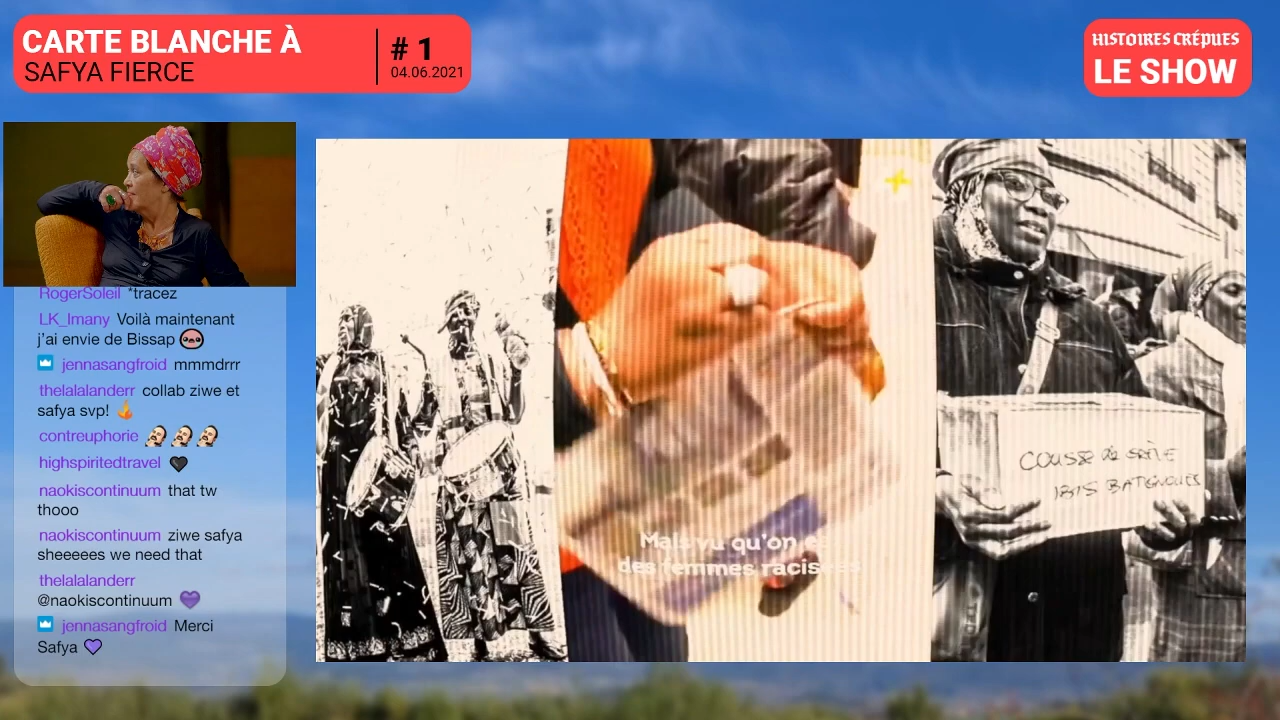 CARTE BLANCHE À
SAFYA FIERCE
# 1
04.06.2021
HISTOIRES CRÉPUES
LE SHOW
RogerSoleil *tracez
LK_Imany Voilà maintenant
j'ai envie de Bissap
jennasangfroid mmmdrrr
thelalalanderr collab ziwe et
safya svp!
contreuphorie
highspiritedtravel
naokiscontinuum that tw
thooo
naokiscontinuum ziwe safya
sheeeees we need that
thelalalanderr
@naokiscontinuum
jennasangfroid Merci
Safya
Mais vu qu'on est
des femmes racisées
IBIS BATIGNOLLES